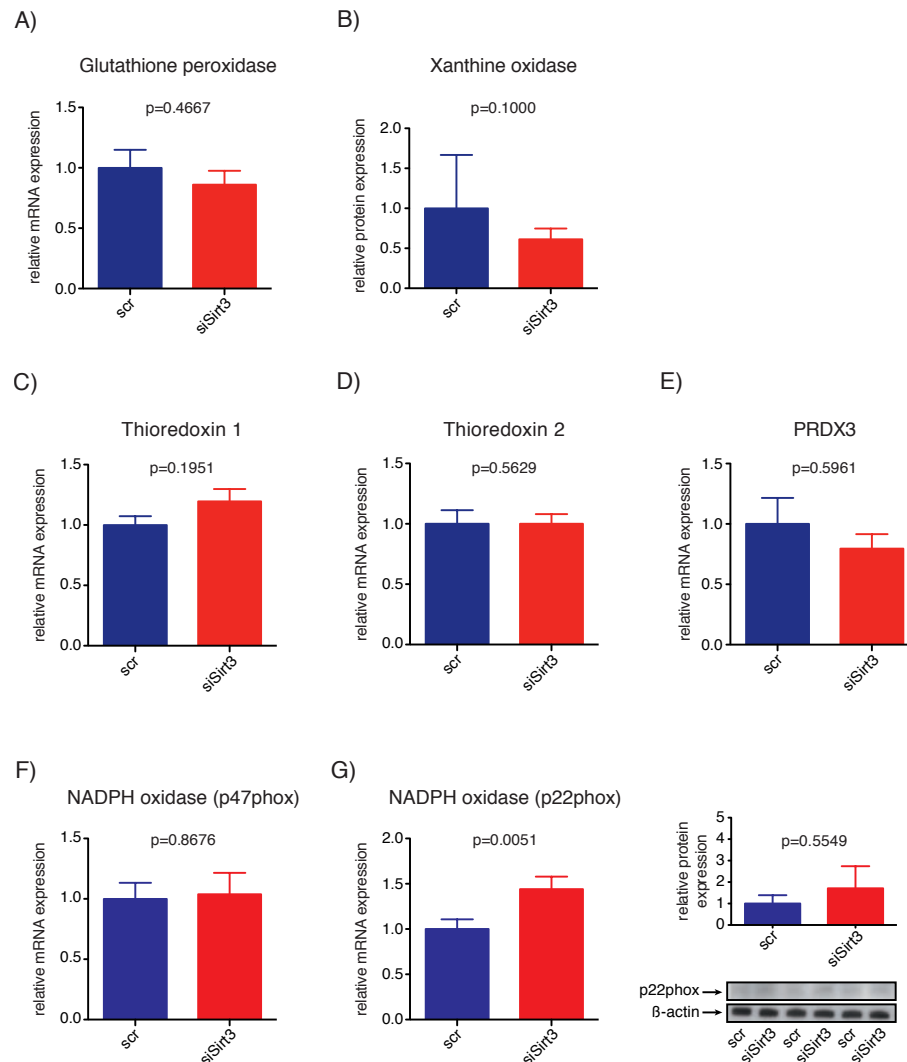 A)
Glutathione peroxidase
p=0.4667
relative mRNA expression
1.5
1.0
0.5
0.0
scr
siSirt3
B)
Xanthine oxidase
p=0.1000
relative protein expression
2.0
1.5
1.0
0.5
0.0
scr
siSirt3
C)
Thioredoxin 1
p=0.1951
relative mRNA expression
1.5
1.0
0.5
0.0
scr
siSirt3
D)
Thioredoxin 2
p=0.5629
relative mRNA expression
1.5
1.0
0.5
0.0
scr
siSirt3
E)
PRDX3
p=0.5961
relative mRNA expression
1.5
1.0
0.5
0.0
scr
siSirt3
F)
NADPH oxidase (p47phox)
p=0.8676
relative mRNA expression
1.5
1.0
0.5
0.0
scr
siSirt3
G)
NADPH oxidase (p22phox)
p=0.0051
relative mRNA expression
2.0
1.5
1.0
0.5
0.0
scr
siSirt3
p=0.5549
relative protein
expression
5
4
3
2
1
0
scr
siSirt3
p22phox
ß-actin
scr siSirt3 scr siSirt3 scr siSirt3